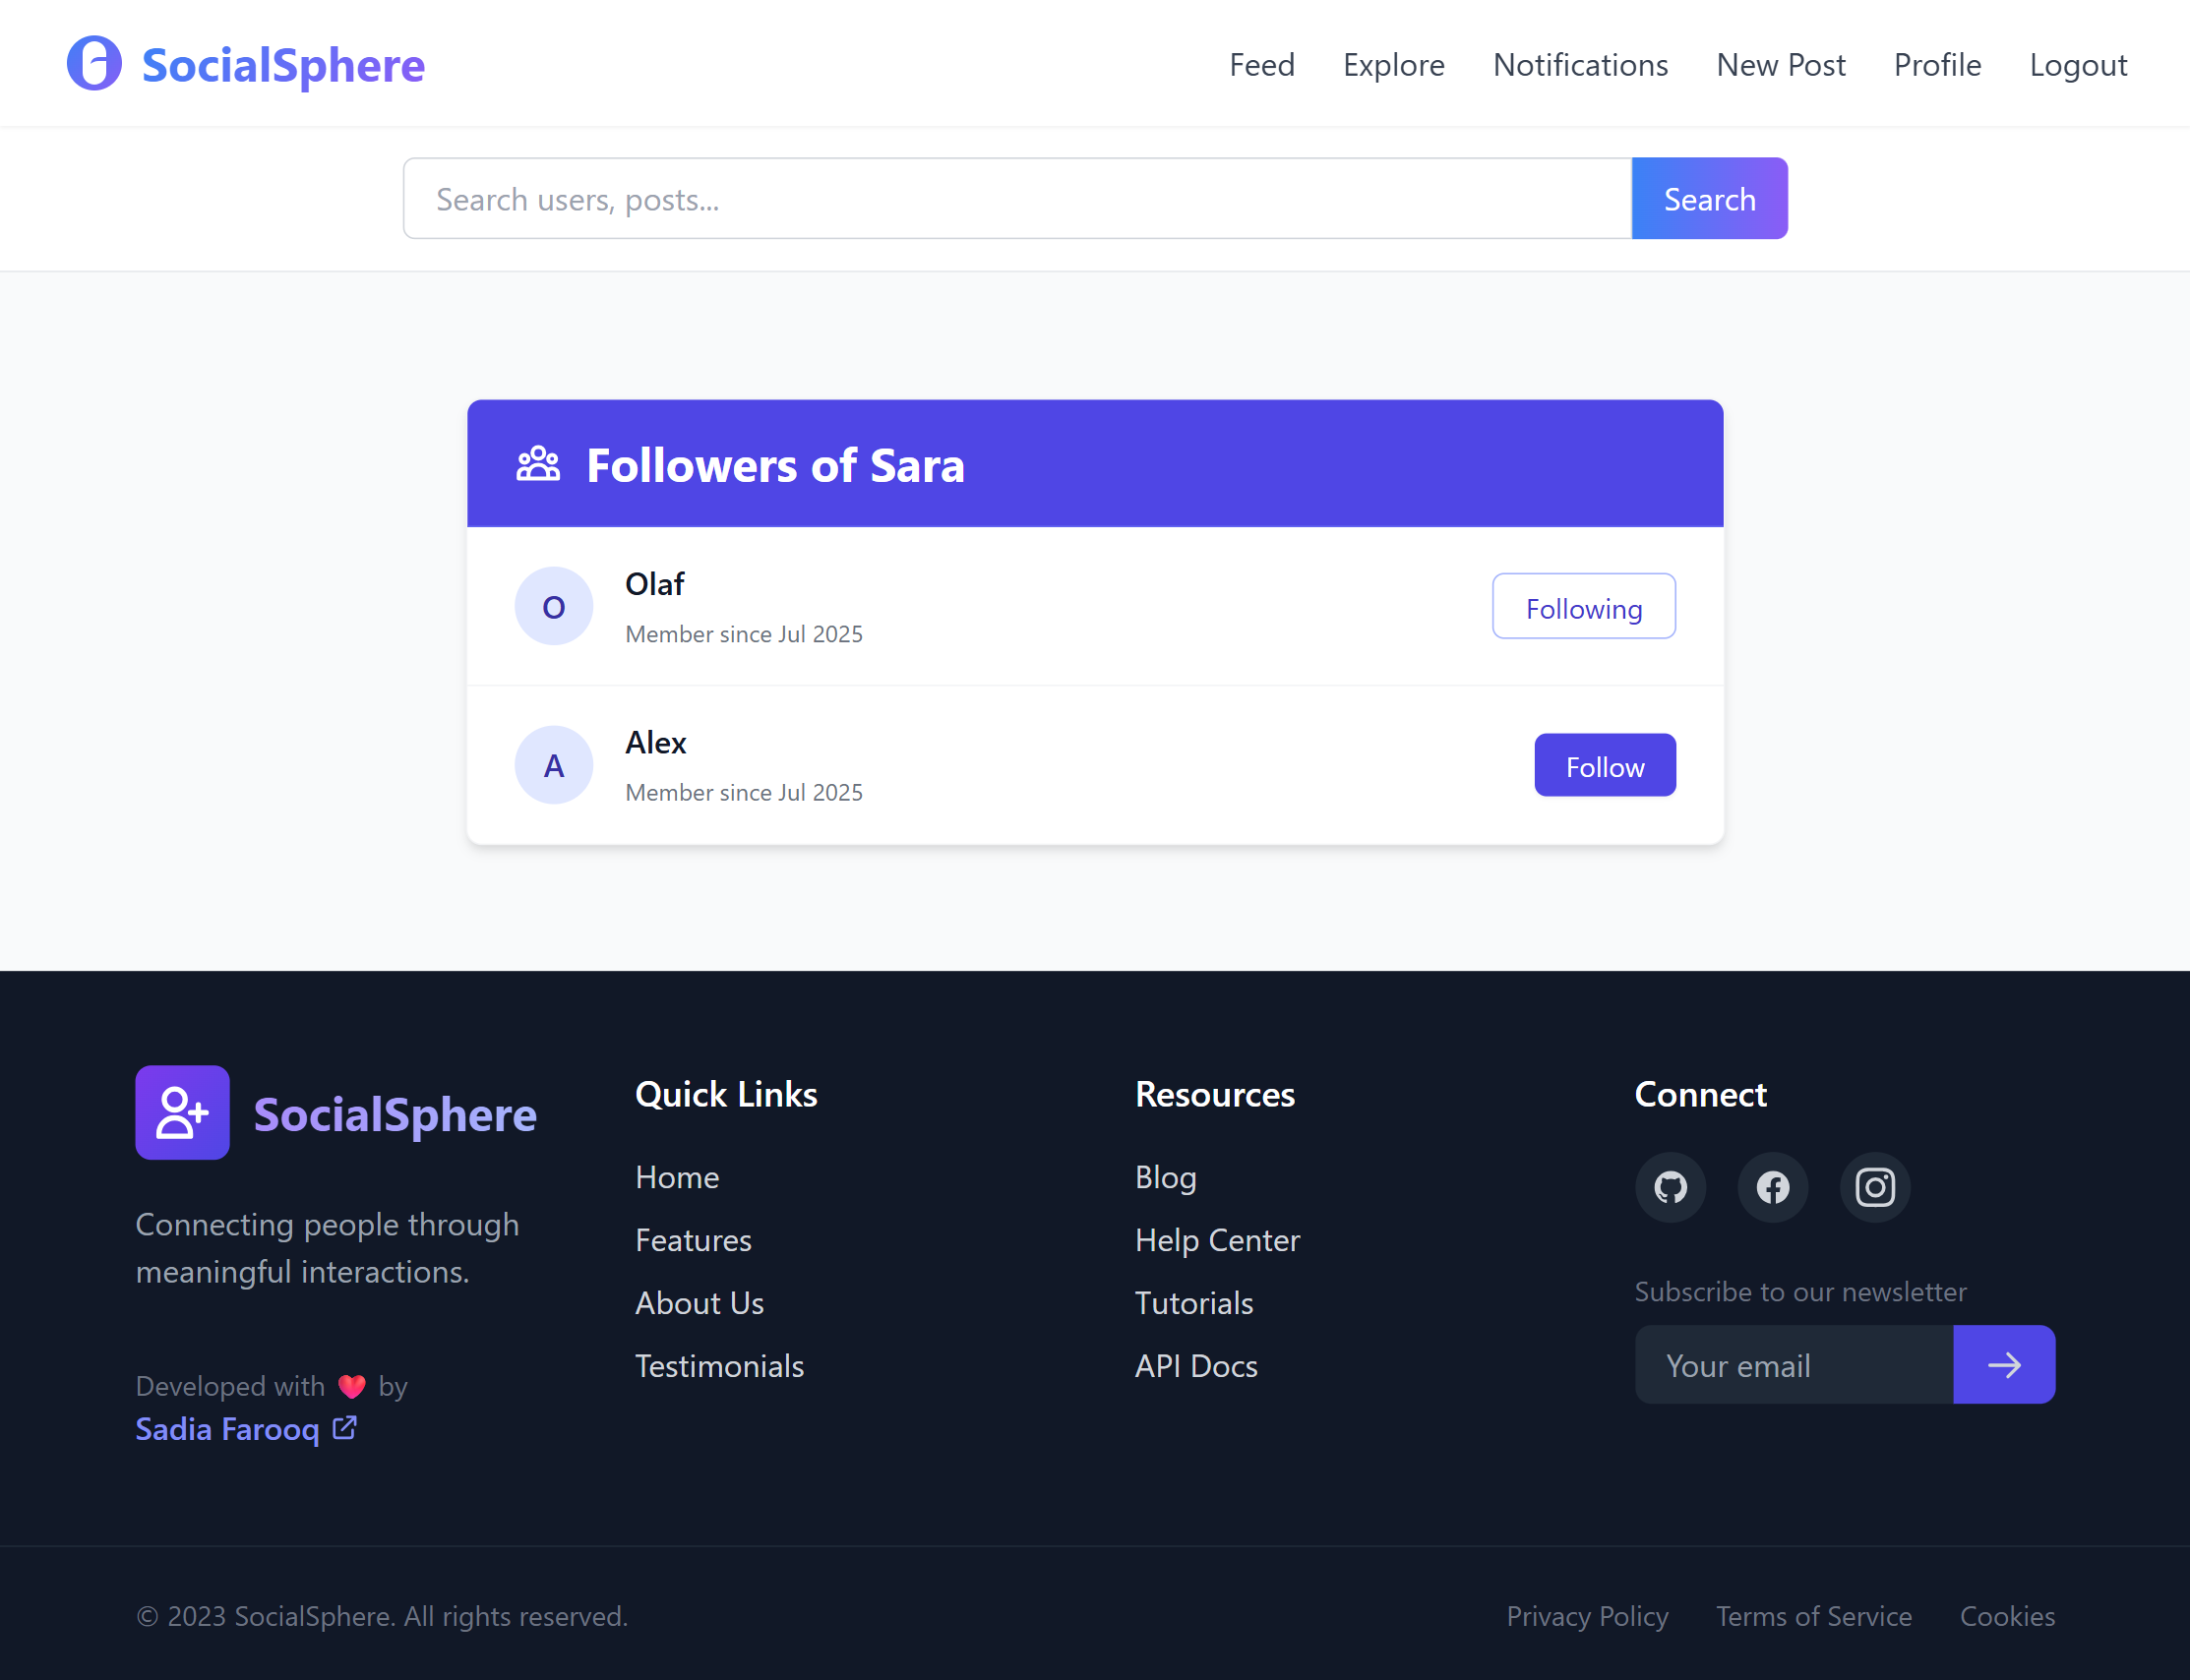 SocialSphere
Feed
Explore
Notifications
New Post
Profile
Logout
Search users, posts...
Search
Followers of Sara
O
Olaf
Member since Jul 2025
Following
A
Alex
Member since Jul 2025
Follow
SocialSphere
Connecting people through
meaningful interactions.
Developed with ❤️ by
Sadia Farooq
Quick Links
Home
Features
About Us
Testimonials
Resources
Blog
Help Center
Tutorials
API Docs
Connect
Subscribe to our newsletter
Your email
© 2023 SocialSphere. All rights reserved.
Privacy Policy
Terms of Service
Cookies